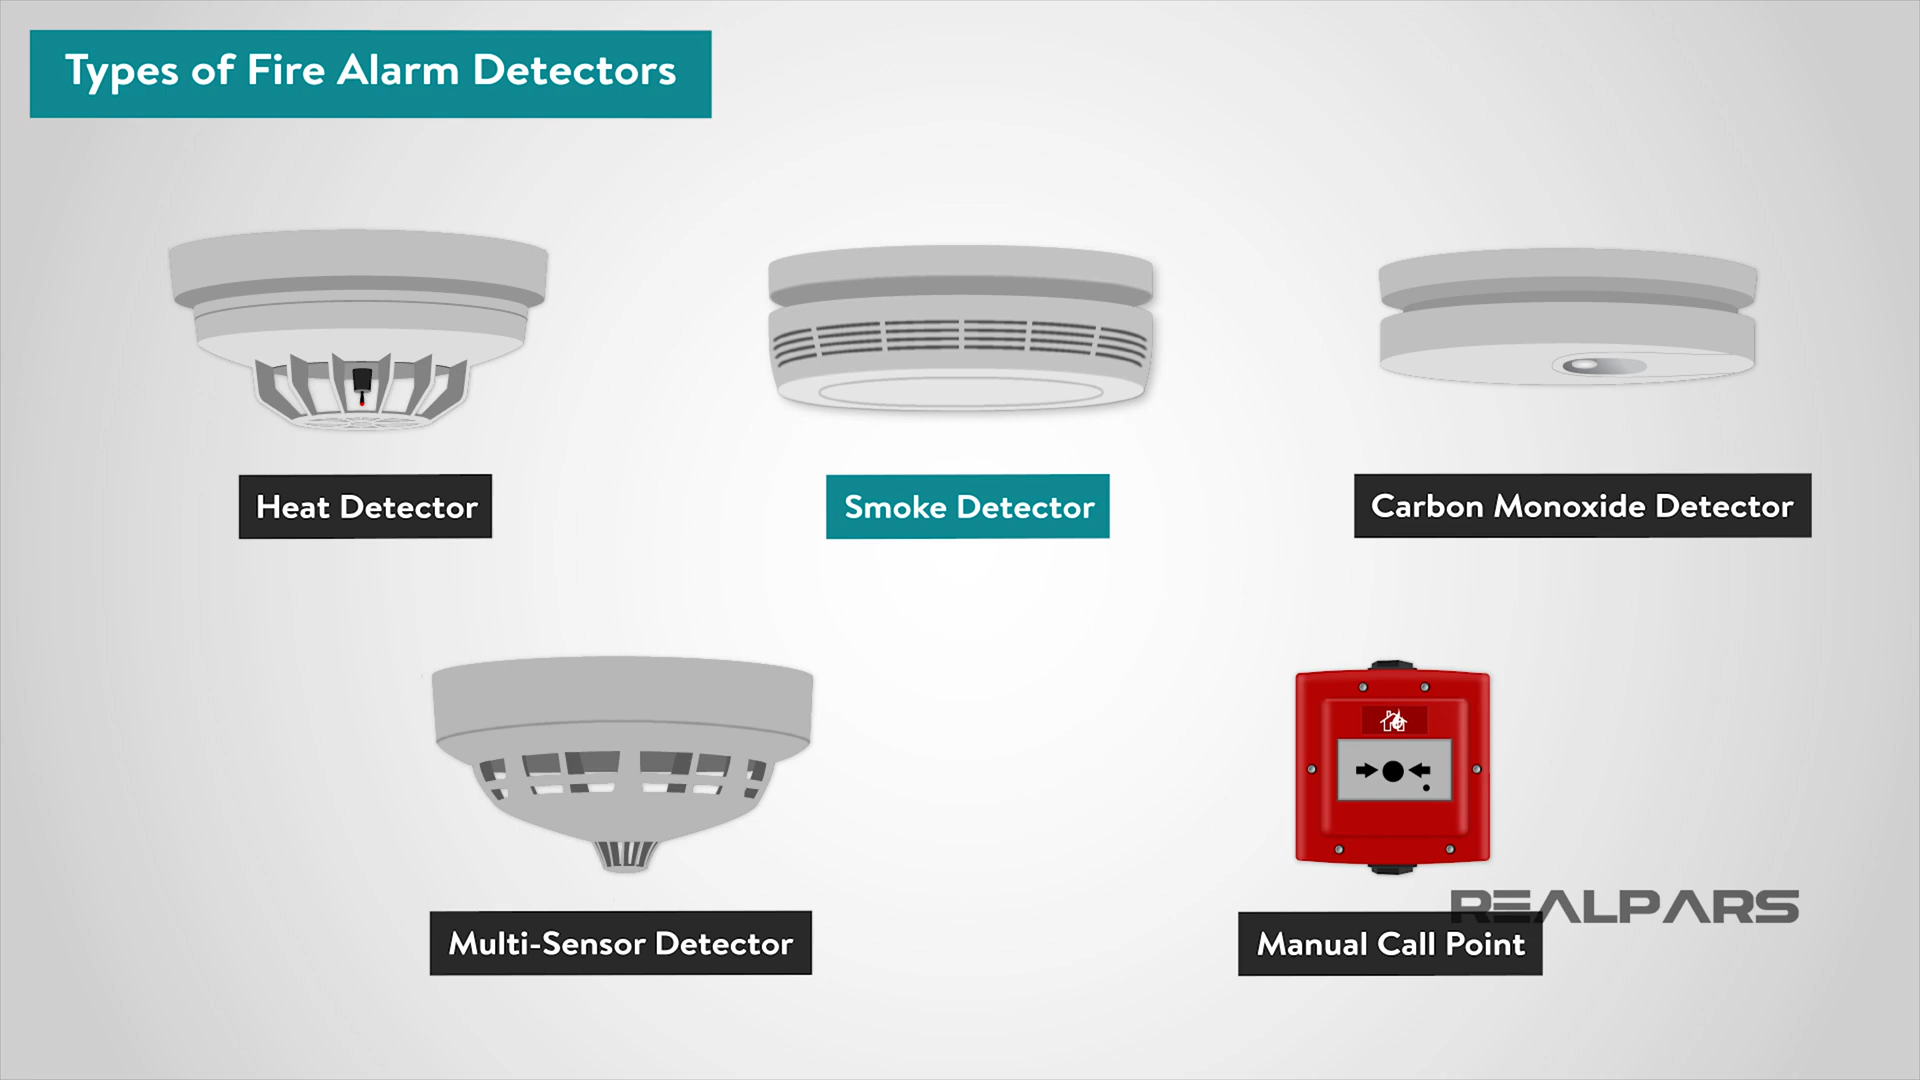 Types of Fire Alarm Detectors
Heat Detector
Smoke Detector
Carbon Monoxide Detector
Multi-Sensor Detector
Manual Call Point
REALPARS